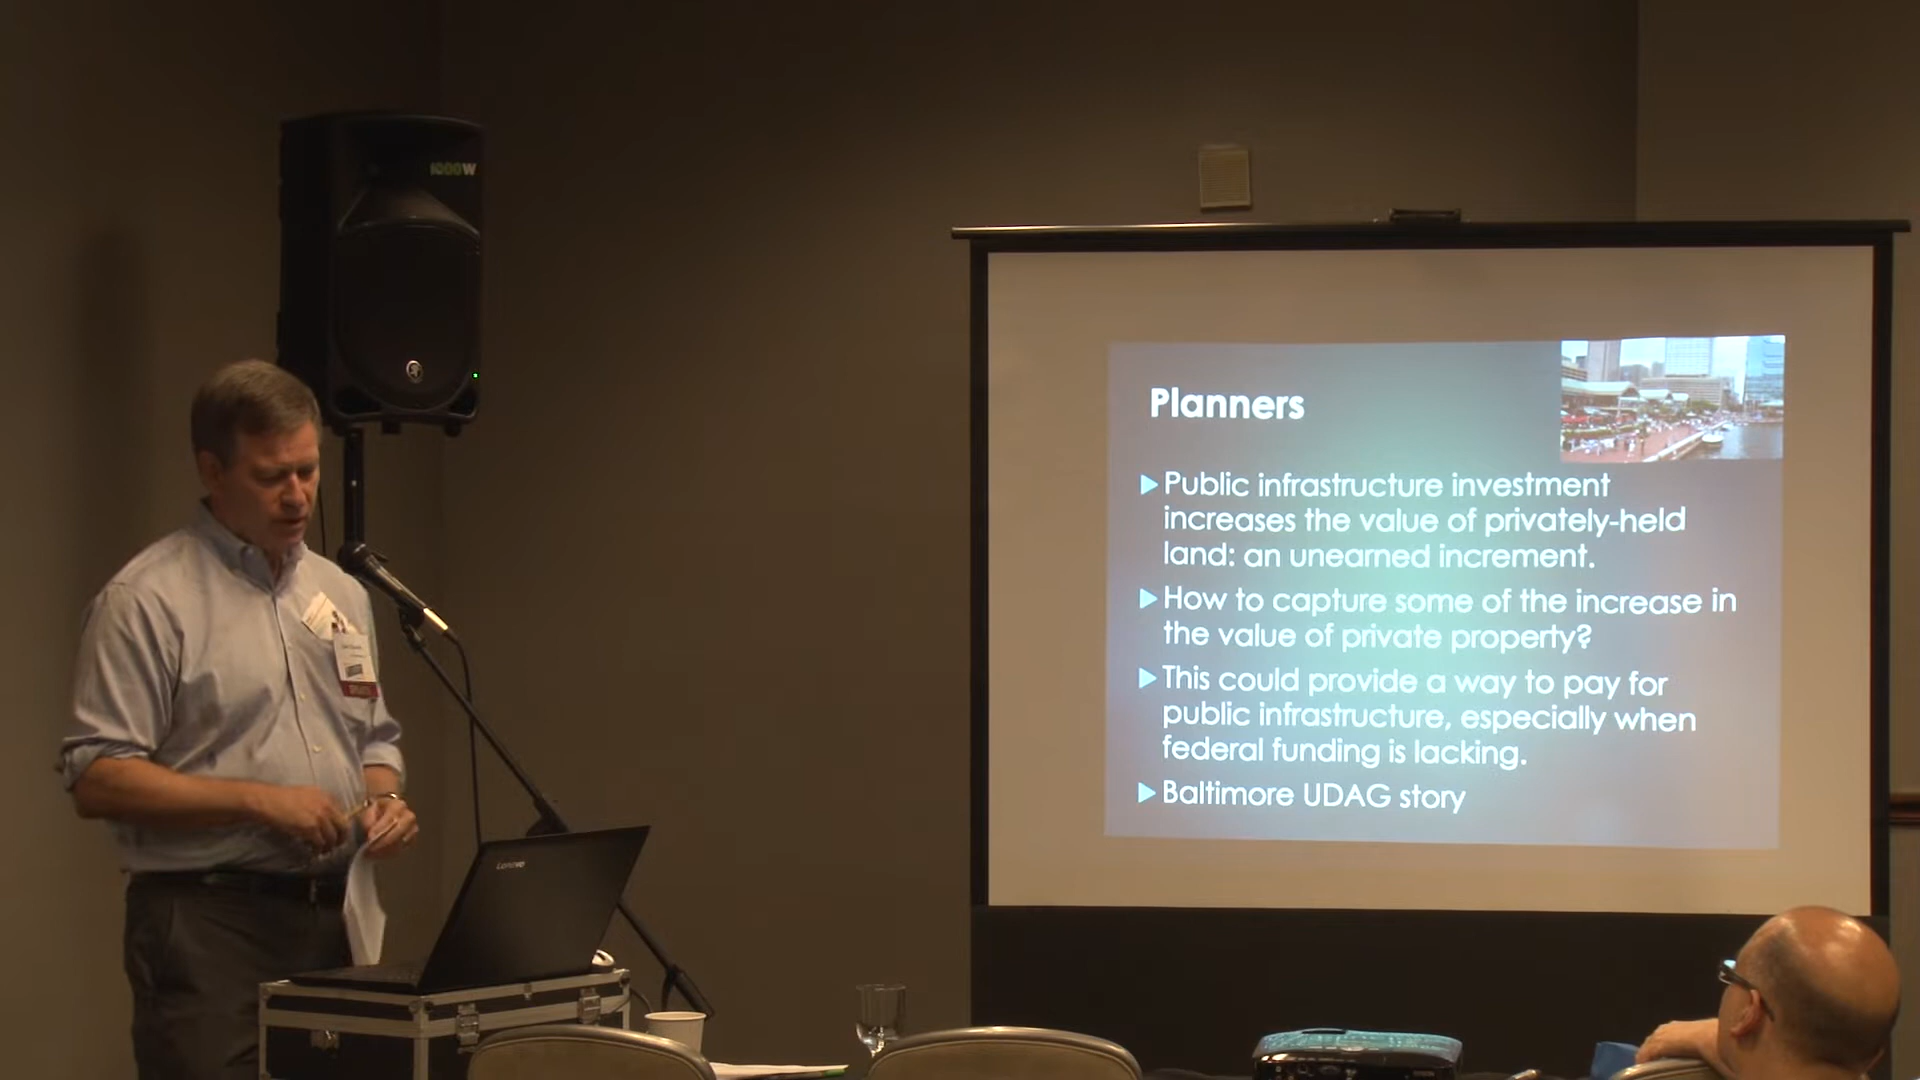 1000W
Planners
▶Public infrastructure investment
increases the value of privately-held
land: an unearned increment.
▶How to capture some of the increase in
the value of private property?
▶This could provide a way to pay for
public infrastructure, especially when
federal funding is lacking.
▶Baltimore UDAG story
Lenovo